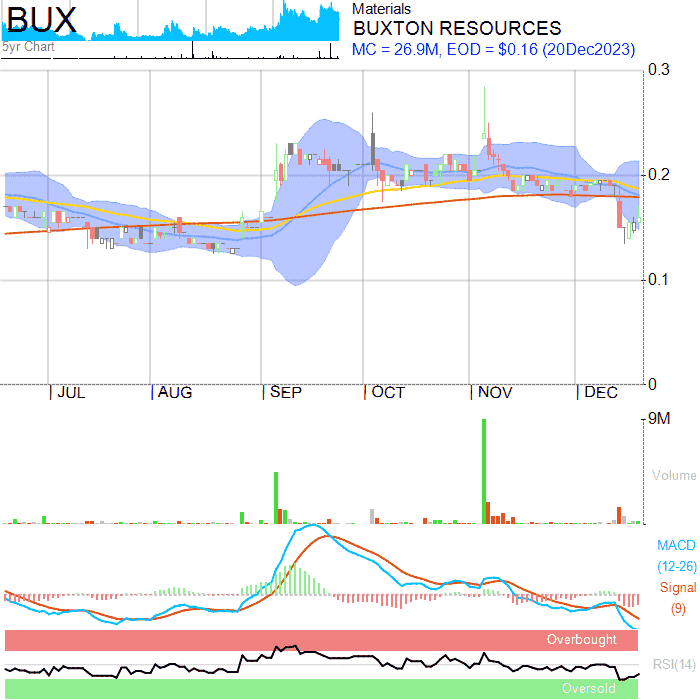 BUX
5yr Chart
Materials
BUXTON RESOURCES
MC = 26.9M, EOD = $0.16 (20Dec2023)
0.3
0.2
0.1
0
JUL AUG SEP OCT NOV DEC
9M
Volume
MACD
(12-26)
Signal
(9)
Overbought
RSI(14)
Oversold